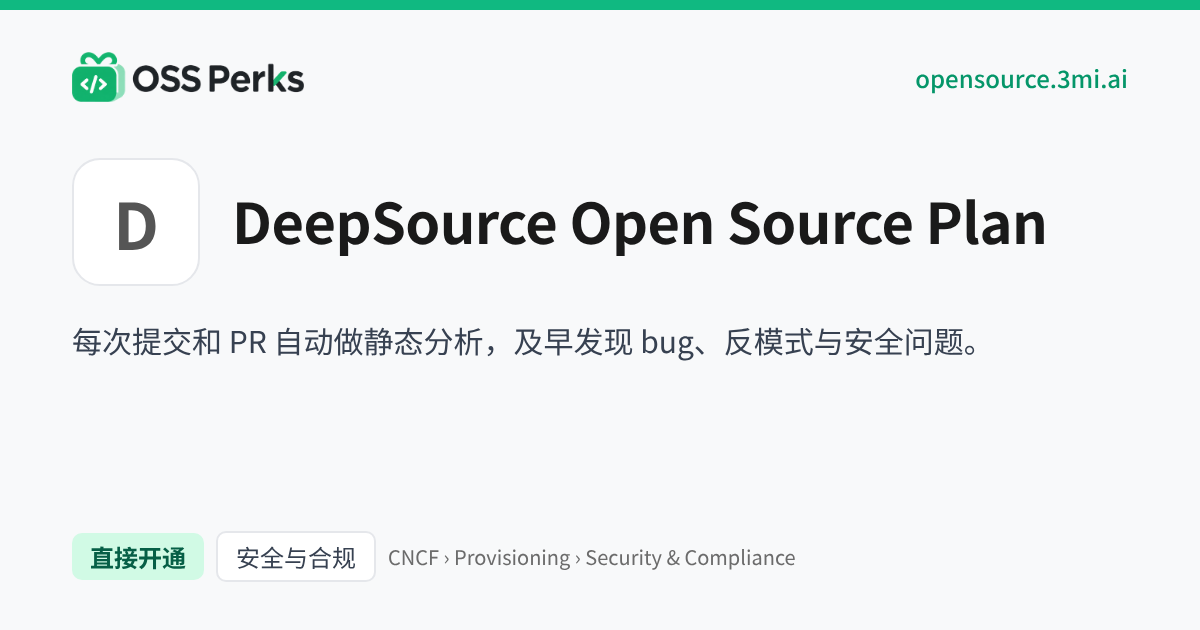 </> OSS Perks
opensource.3mi.ai
D
DeepSource Open Source Plan
每次提交和 PR 自动做静态分析，及早发现 bug、反模式与安全问题。
直接开通
安全与合规
CNCF › Provisioning › Security & Compliance